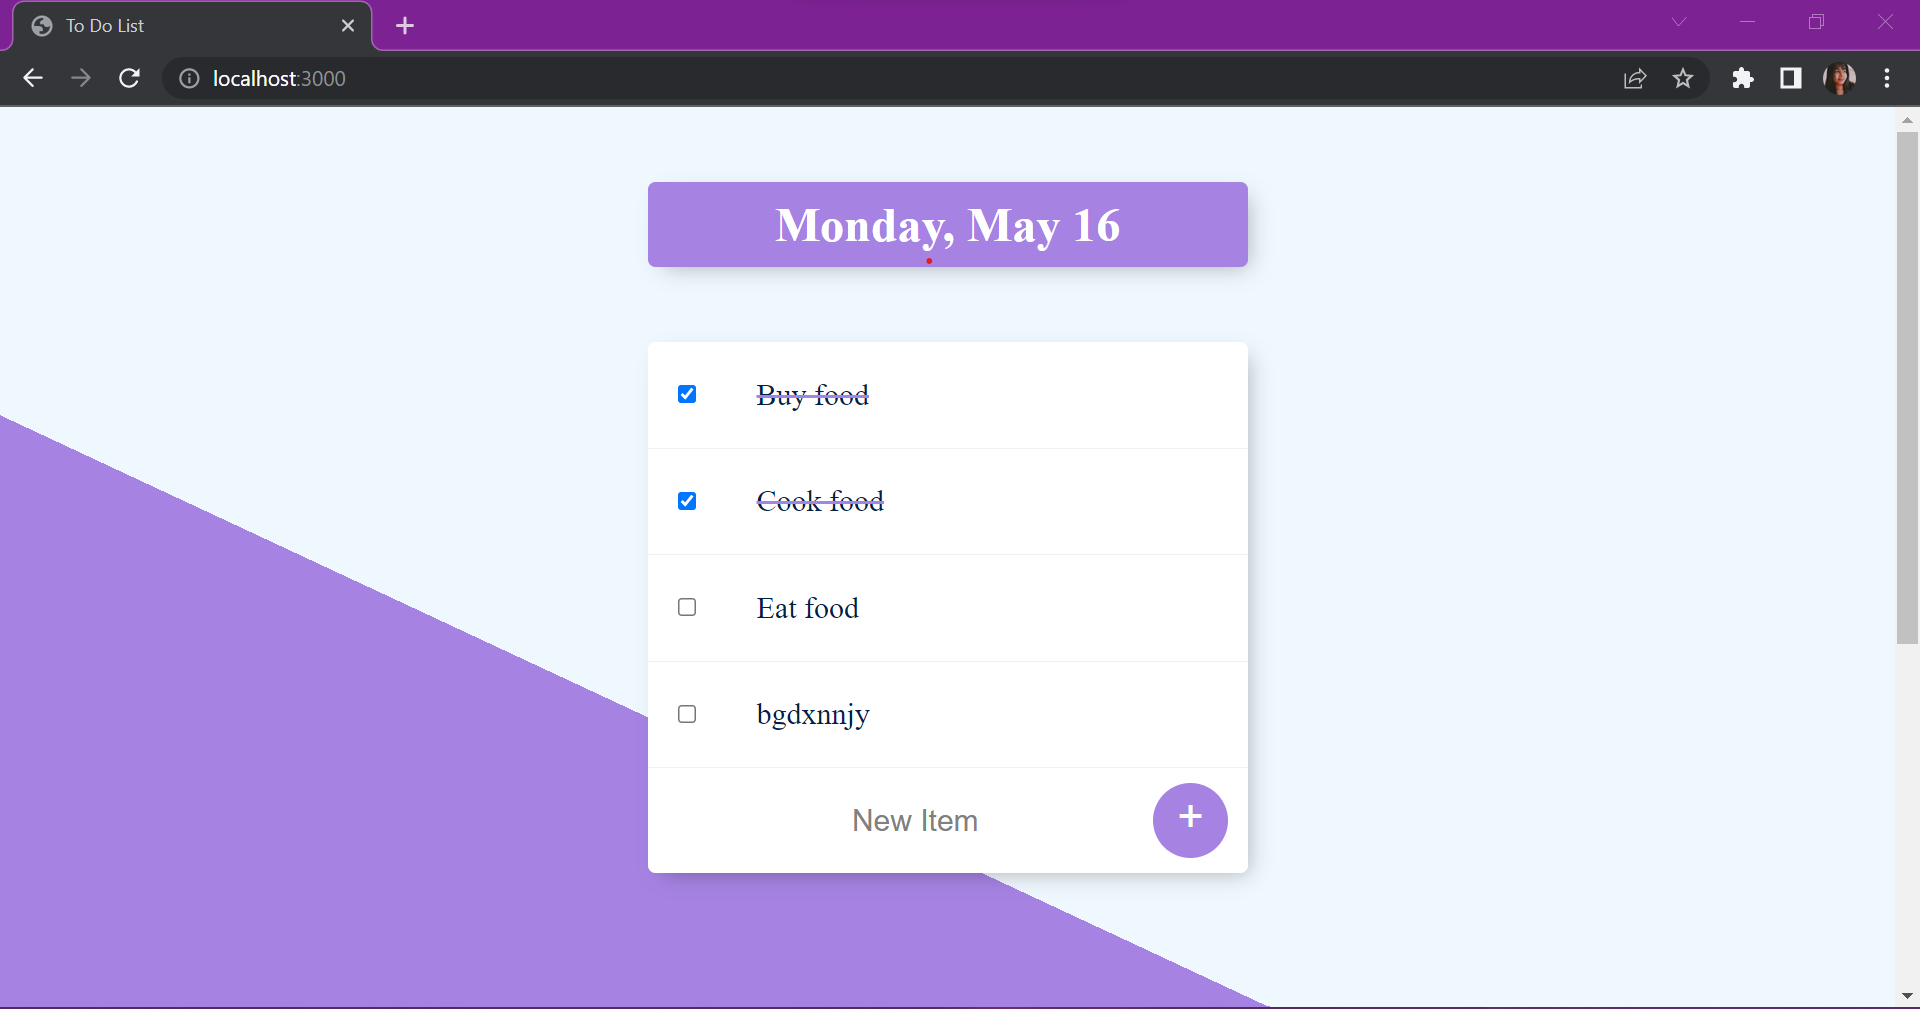 To Do List
localhost:3000
Monday, May 16
Buy food
Cook food
Eat food
bgdxnnjy
New Item
+